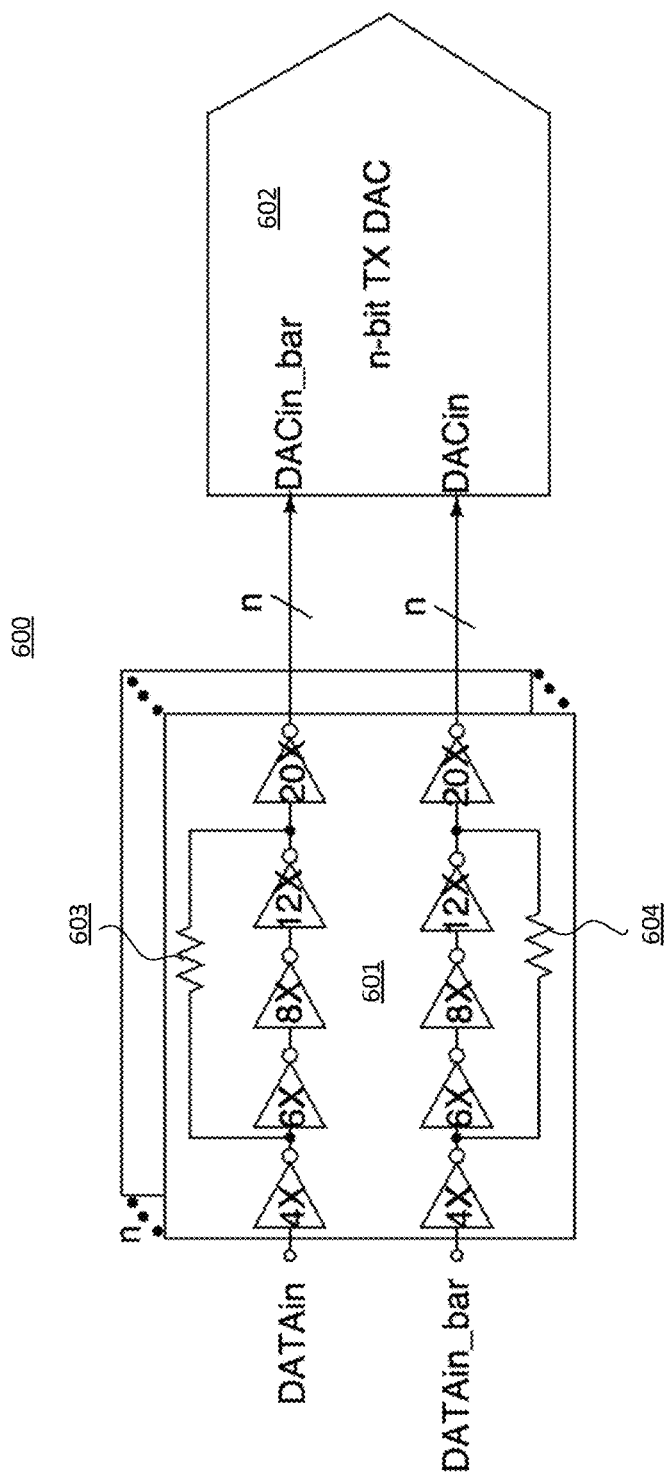 600
n
603
DATAin
4X
6X
8X
12X
20X
n
DACin_bar
602
601
n-bit TX DAC
DATAin_bar
4X
6X
8X
12X
20X
n
DACin
604